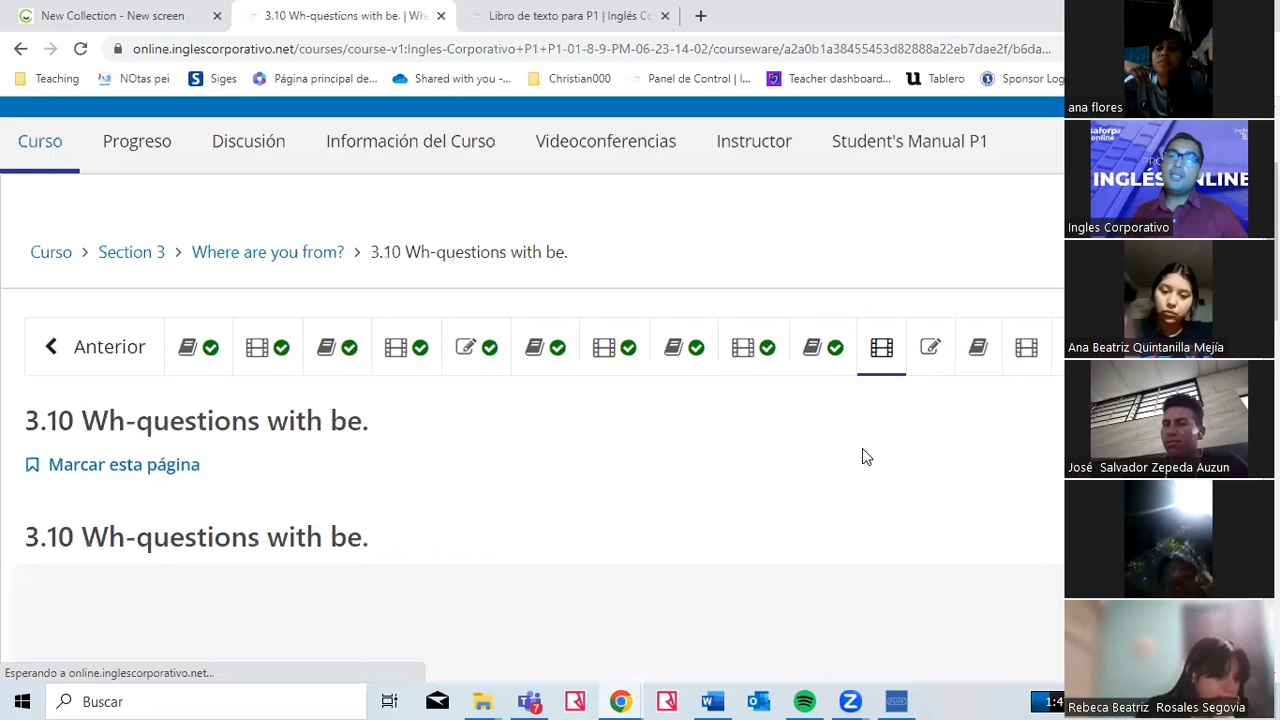 New Collection - New screen
3.10 Wh-questions with be. | Whe
Libro de texto para P1 | Inglés Co
online.inglescorporativo.net/courses/course-v1:Ingles-Corporativo+P1+P1-01-8-9-PM-06-23-14-02/courseware/a2a0b1a38455453d82888a22eb7dae2f/b6da...
Teaching
NOtas pei
Siges
Página principal de...
Shared with you -...
Christian000
Panel de Control | I...
Teacher dashboard...
Tablero
Sponsor Log
Curso
Progreso
Discusión
Información del Curso
Videoconferencias
Instructor
Student's Manual P1
Curso > Section 3 > Where are you from? > 3.10 Wh-questions with be.
Anterior
3.10 Wh-questions with be.
Marcar esta página
3.10 Wh-questions with be.
Esperando a online.inglescorporativo.net...
Buscar
7
1:4
ana flores
INGLÉS ONLINE
Ingles Corporativo
Ana Beatriz Quintanilla Mejía
José Salvador Zepeda Auzun
Rebeca Beatriz Rosales Segovia